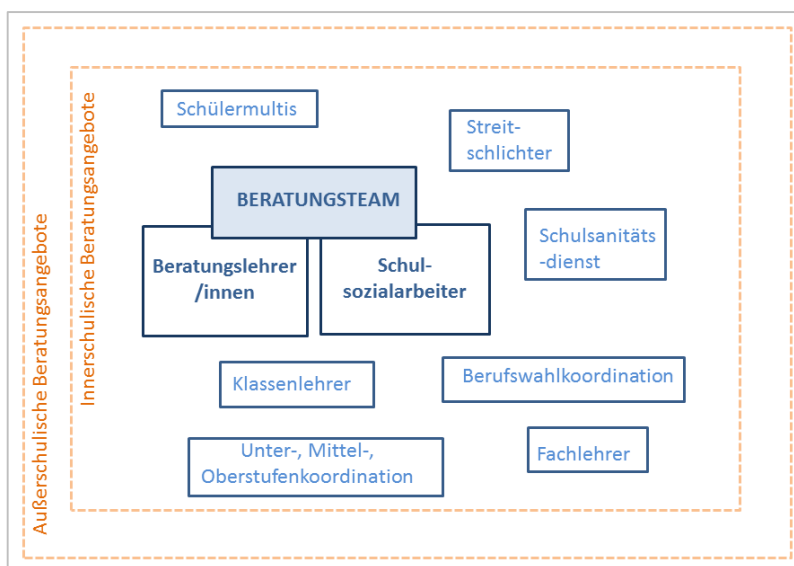 Außerschulische Beratungsangebote
Innerschulische Beratungsangebote
Schülermultis
Streit-
schlichter
BERATUNGSTEAM
Beratungslehrer
/innen
Schul-
sozialarbeiter
Schulsanitäts
-dienst
Klassenlehrer
Berufswahlkoordination
Unter-, Mittel-,
Oberstufenkoordination
Fachlehrer